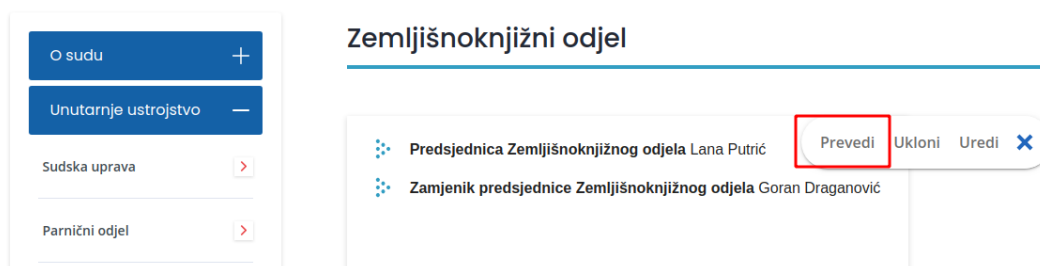 Zemljišnoknjižni odjel
O sudu
Unutarnje ustrojstvo
Sudska uprava
Parnični odjel
Predsjednica Zemljišnoknjižnog odjela Lana Putrić
Prevedi Ukloni Uredi
Zamjenik predsjednice Zemljišnoknjižnog odjela Goran Draganović